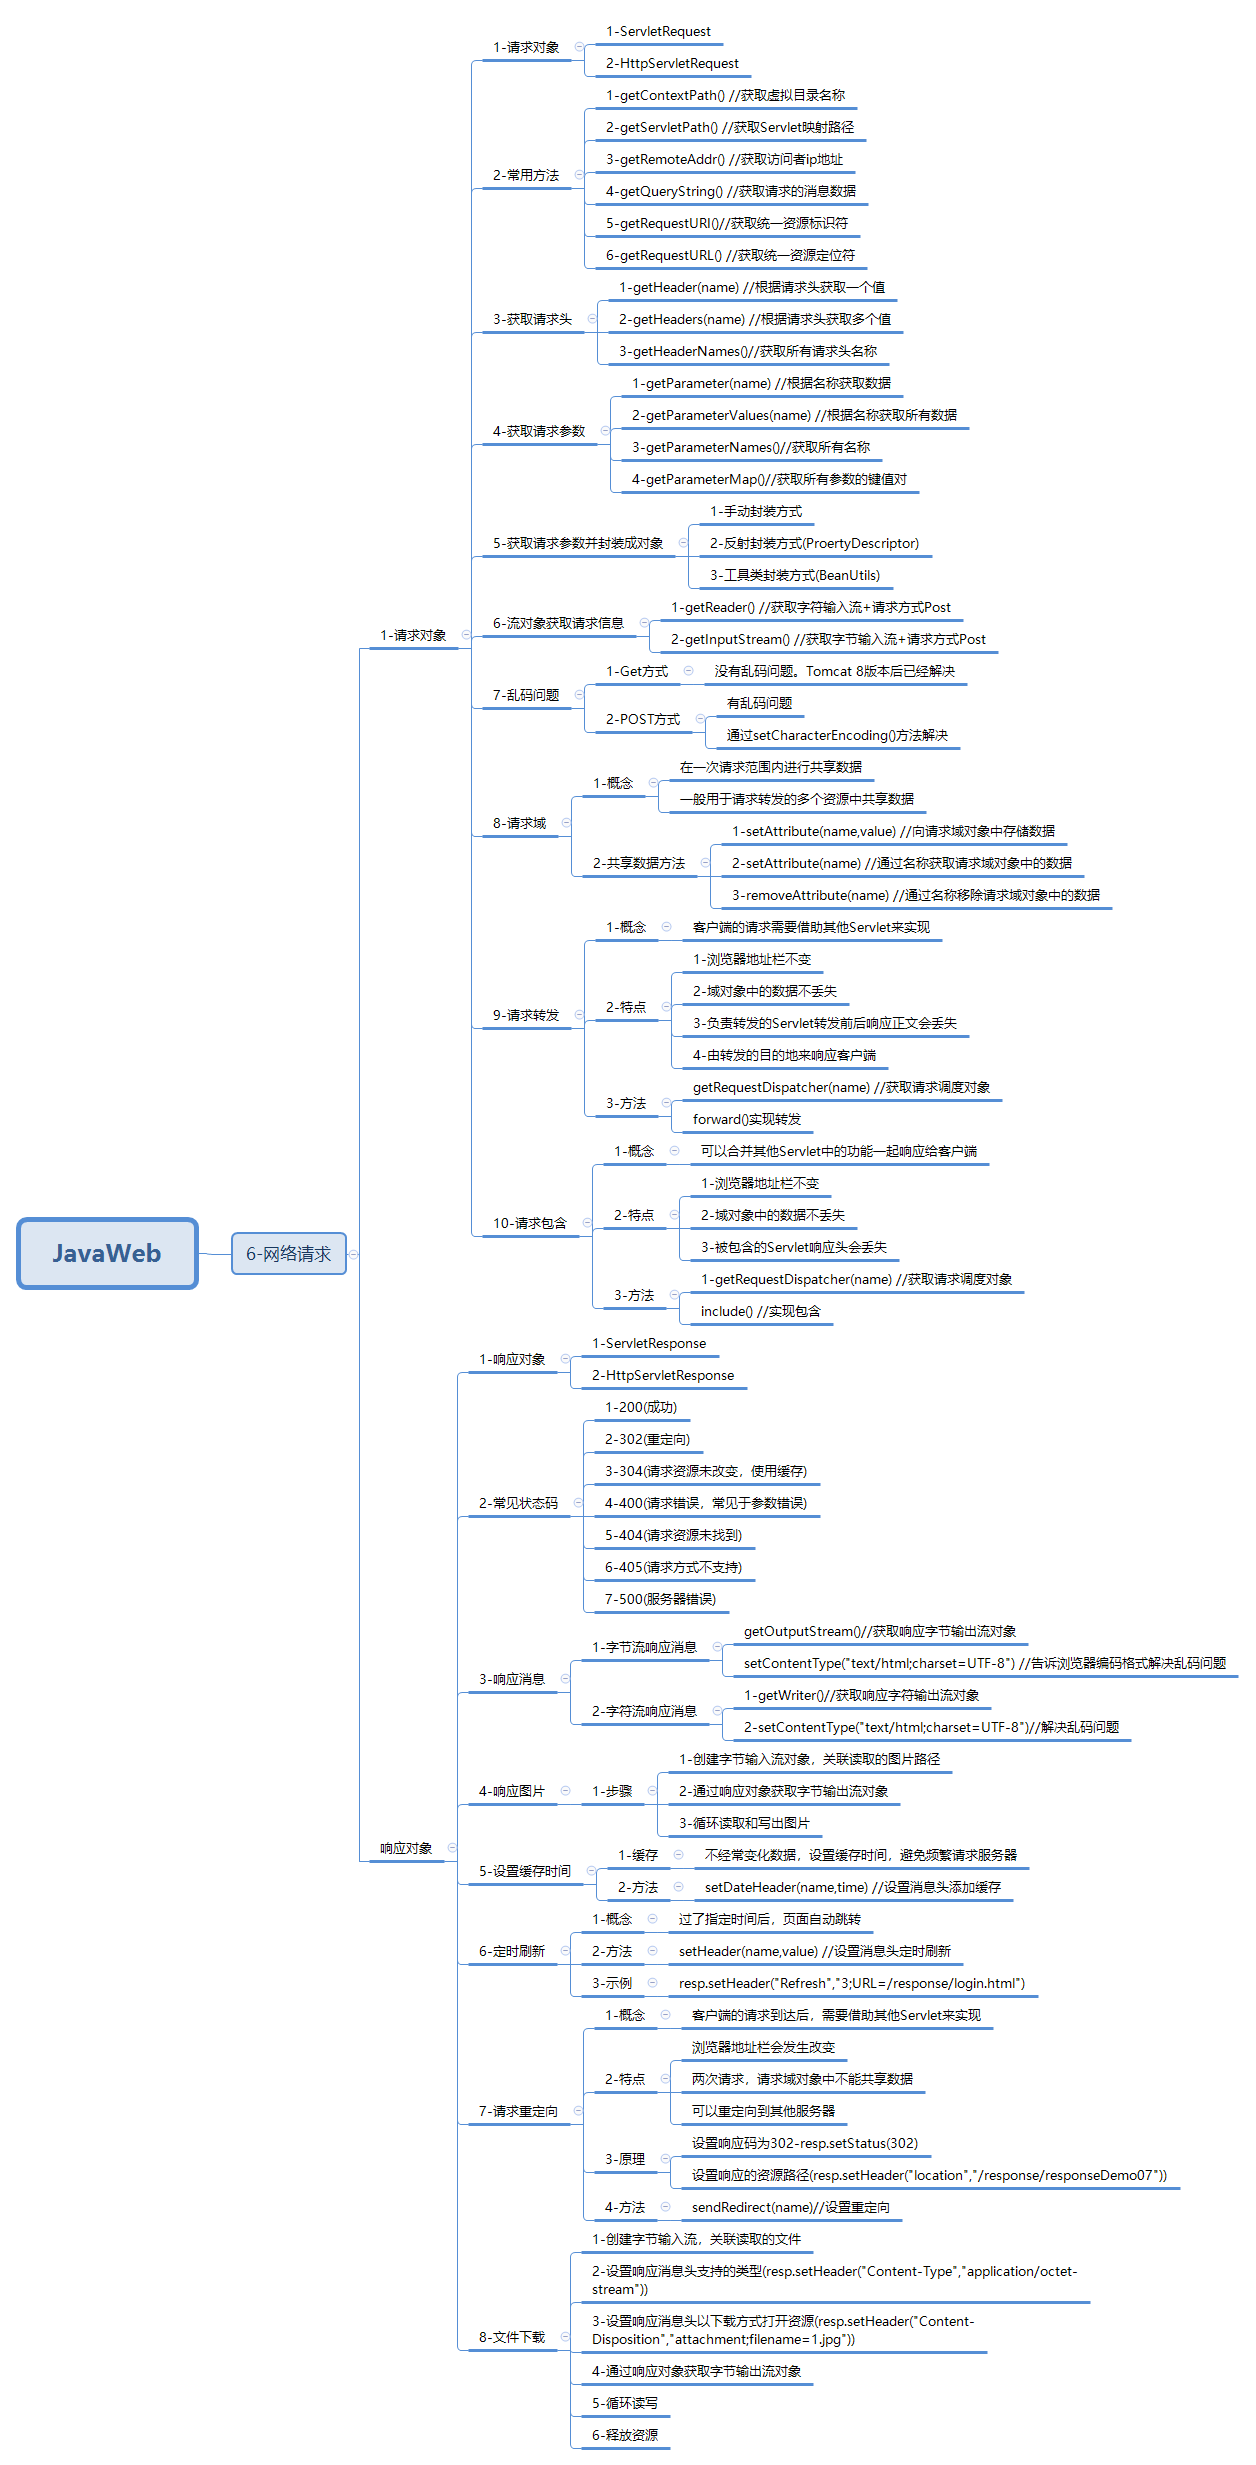 JavaWeb
6-网络请求
1-请求对象
1-请求对象
1-ServletRequest
2-HttpServletRequest
2-常用方法
1-getContextPath() //获取虚拟目录名称
2-getServletPath() //获取Servlet映射路径
3-getRemoteAddr() //获取访问者ip地址
4-getQueryString() //获取请求的消息数据
5-getRequestURI()//获取统一资源标识符
6-getRequestURL() //获取统一资源定位符
3-获取请求头
1-getHeader(name) //根据请求头获取一个值
2-getHeaders(name) //根据请求头获取多个值
3-getHeaderNames()//获取所有请求头名称
4-获取请求参数
1-getParameter(name) //根据名称获取数据
2-getParameterValues(name) //根据名称获取所有数据
3-getParameterNames()//获取所有名称
4-getParameterMap()//获取所有参数的键值对
5-获取请求参数并封装成对象
1-手动封装方式
2-反射封装方式(ProertyDescriptor)
3-工具类封装方式(BeanUtils)
6-流对象获取请求信息
1-getReader() //获取字符输入流+请求方式Post
2-getInputStream() //获取字节输入流+请求方式Post
7-乱码问题
1-Get方式
没有乱码问题。Tomcat 8版本后已经解决
2-POST方式
有乱码问题
通过setCharacterEncoding()方法解决
8-请求域
1-概念
在一次请求范围内进行共享数据
一般用于请求转发的多个资源中共享数据
2-共享数据方法
1-setAttribute(name,value) //向请求域对象中存储数据
2-setAttribute(name) //通过名称获取请求域对象中的数据
3-removeAttribute(name) //通过名称移除请求域对象中的数据
9-请求转发
1-概念
客户端的请求需要借助其他Servlet来实现
2-特点
1-浏览器地址栏不变
2-域对象中的数据不丢失
3-负责转发的Servlet转发前后响应正文会丢失
4-由转发的目的地来响应客户端
3-方法
getRequestDispatcher(name) //获取请求调度对象
forward()实现转发
10-请求包含
1-概念
可以合并其他Servlet中的功能一起响应给客户端
2-特点
1-浏览器地址栏不变
2-域对象中的数据不丢失
3-被包含的Servlet响应头会丢失
3-方法
1-getRequestDispatcher(name) //获取请求调度对象
include() //实现包含
响应对象
1-响应对象
1-ServletResponse
2-HttpServletResponse
2-常见状态码
1-200(成功)
2-302(重定向)
3-304(请求资源未改变，使用缓存)
4-400(请求错误，常见于参数错误)
5-404(请求资源未找到)
6-405(请求方式不支持)
7-500(服务器错误)
3-响应消息
1-字节流响应消息
getOutputStream()//获取响应字节输出流对象
setContentType("text/html;charset=UTF-8") //告诉浏览器编码格式解决乱码问题
2-字符流响应消息
1-getWriter()//获取响应字符输出流对象
2-setContentType("text/html;charset=UTF-8")//解决乱码问题
4-响应图片
1-步骤
1-创建字节输入流对象，关联读取的图片路径
2-通过响应对象获取字节输出流对象
3-循环读取和写出图片
5-设置缓存时间
1-缓存
不经常变化数据，设置缓存时间，避免频繁请求服务器
2-方法
setDateHeader(name,time) //设置消息头添加缓存
6-定时刷新
1-概念
过了指定时间后，页面自动跳转
2-方法
setHeader(name,value) //设置消息头定时刷新
3-示例
resp.setHeader("Refresh","3;URL=/response/login.html")
7-请求重定向
1-概念
客户端的请求到达后，需要借助其他Servlet来实现
2-特点
浏览器地址栏会发生改变
两次请求，请求域对象中不能共享数据
可以重定向到其他服务器
3-原理
设置响应码为302-resp.setStatus(302)
设置响应的资源路径(resp.setHeader("location","/response/responseDemo07"))
4-方法
sendRedirect(name)//设置重定向
8-文件下载
1-创建字节输入流，关联读取的文件
2-设置响应消息头支持的类型(resp.setHeader("Content-Type","application/octet-
stream"))
3-设置响应消息头以下载方式打开资源(resp.setHeader("Content-
Disposition","attachment;filename=1.jpg"))
4-通过响应对象获取字节输出流对象
5-循环读写
6-释放资源